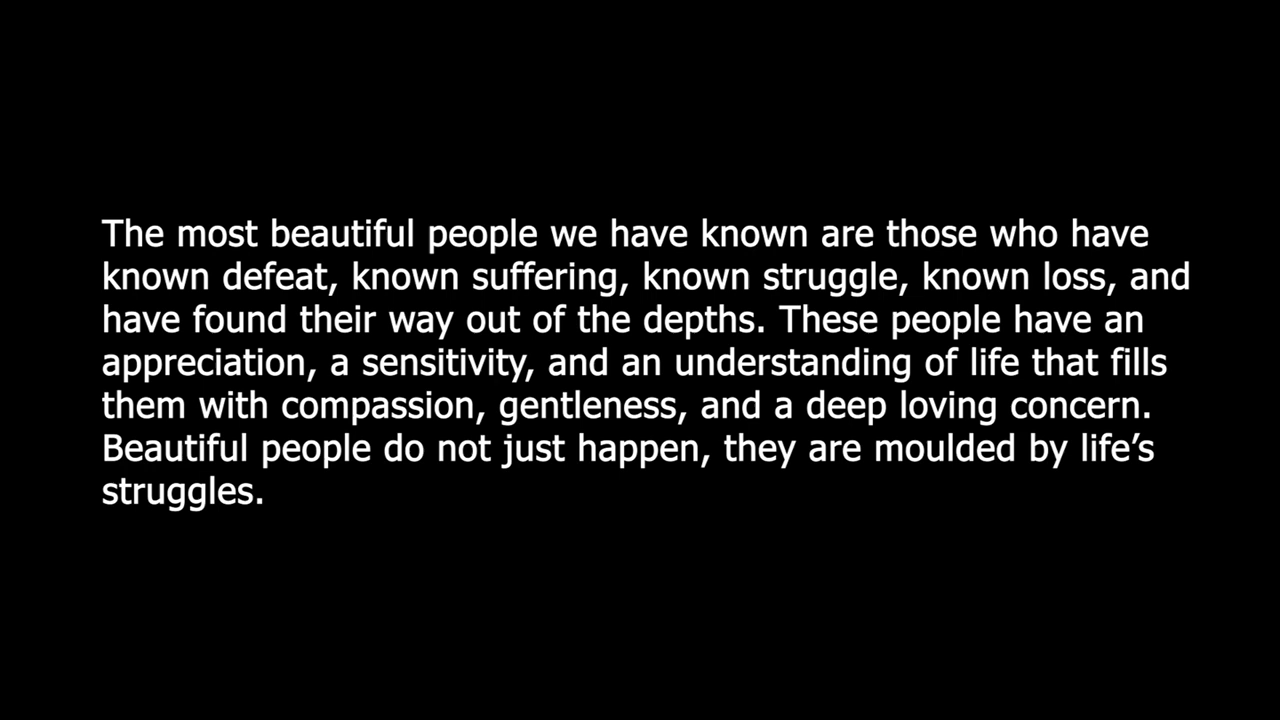 The most beautiful people we have known are those who have
known defeat, known suffering, known struggle, known loss, and
have found their way out of the depths. These people have an
appreciation, a sensitivity, and an understanding of life that fills
them with compassion, gentleness, and a deep loving concern.
Beautiful people do not just happen, they are moulded by life’s
struggles.